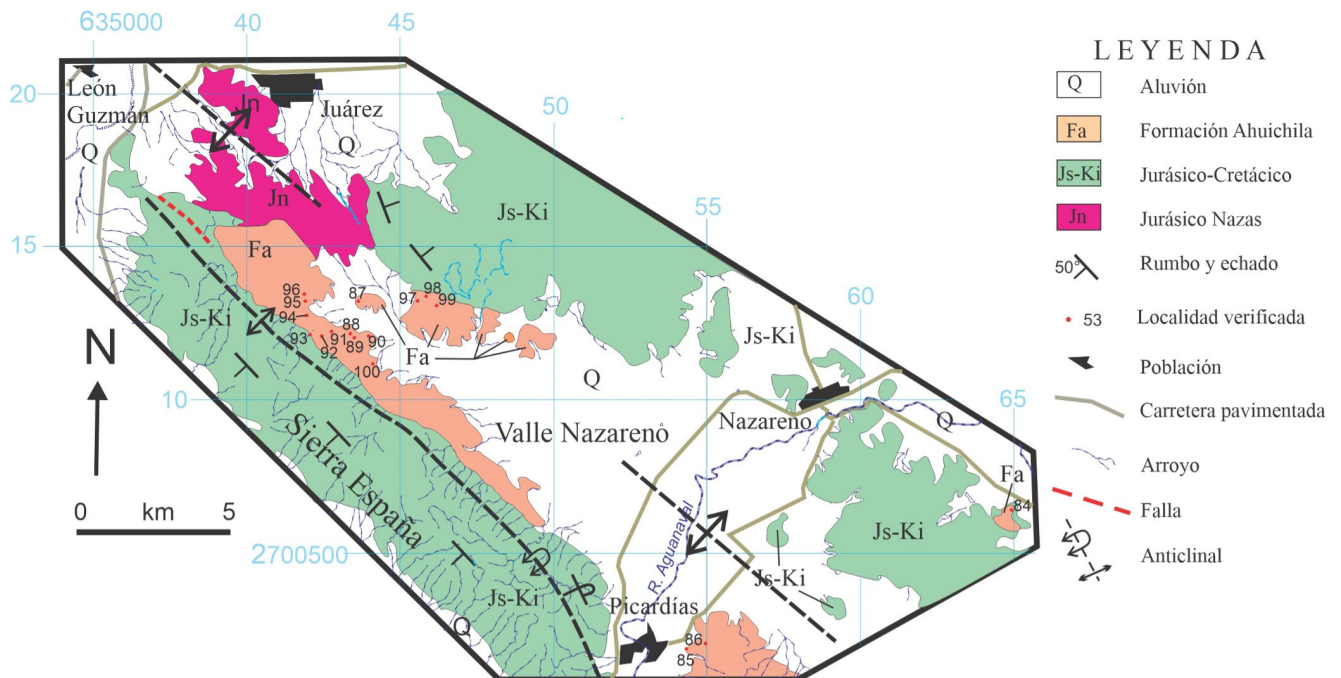 635000
40
45
León
Guzmán
Juárez
Jn
20
50
Q
Q
Jn
Js-Ki
55
15
Fa
60
96
95
94
87
97
98
99
Js-Ki
93
92
91
88
89
90
100
Fa
Js-Ki
Q
N
10
Nazareno
65
Q
Valle Nazareno
Sierra España
Fa
84
0 km 5
2700500
R. Aguanaval
Js-Ki
Js-Ki
Js-Ki
Picardías
Q
86
85
LEYENDA
Q Aluvión
Fa Formación Ahuichila
Js-Ki Jurásico-Cretácico
Jn Jurásico Nazas
50° Rumbo y echado
53 Localidad verificada
Población
Carretera pavimentada
Arroyo
Falla
Anticlinal